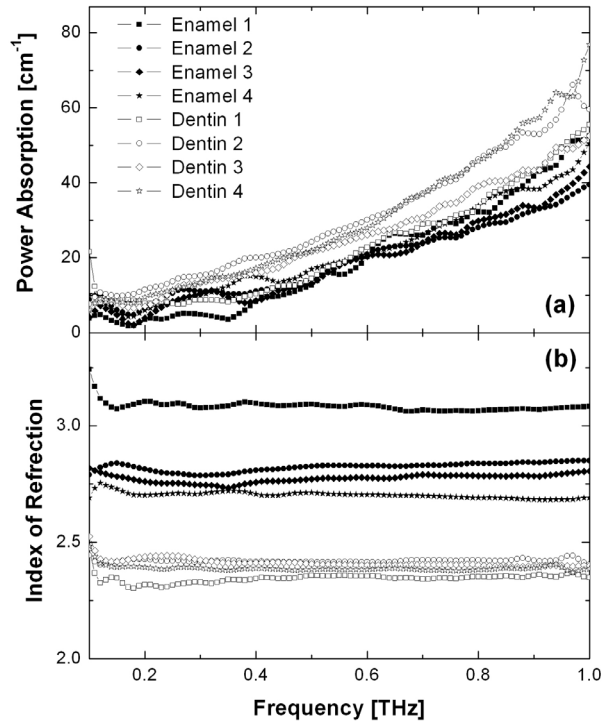 80
60
40
20
0
Power Absorption [cm⁻¹]
Enamel 1
Enamel 2
Enamel 3
Enamel 4
Dentin 1
Dentin 2
Dentin 3
Dentin 4
(a)
(b)
3.0
2.5
2.0
Index of Refrection
0.2 0.4 0.6 0.8 1.0
Frequency [THz]